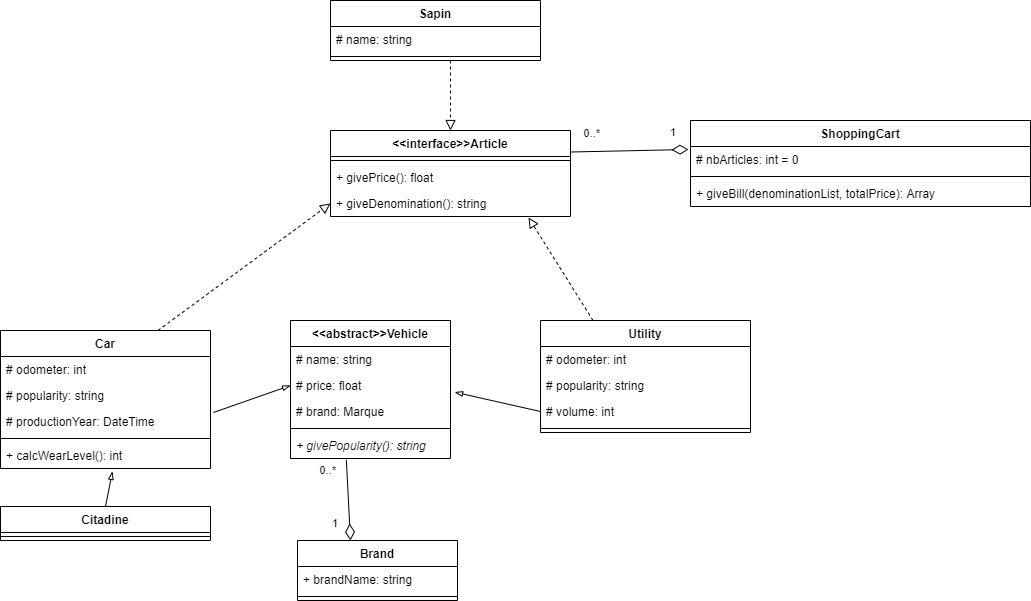 Sapin
# name: string
<<interface>>Article
+ givePrice(): float
+ giveDenomination(): string
0..*
1
ShoppingCart
# nbArticles: int = 0
+ giveBill(denominationList, totalPrice): Array
Car
# odometer: int
# popularity: string
# productionYear: DateTime
+ calcWearLevel(): int
<<abstract>>Vehicle
# name: string
# price: float
# brand: Marque
+ givePopularity(): string
Utility
# odometer: int
# popularity: string
# volume: int
0..*
1
Citadine
Brand
+ brandName: string